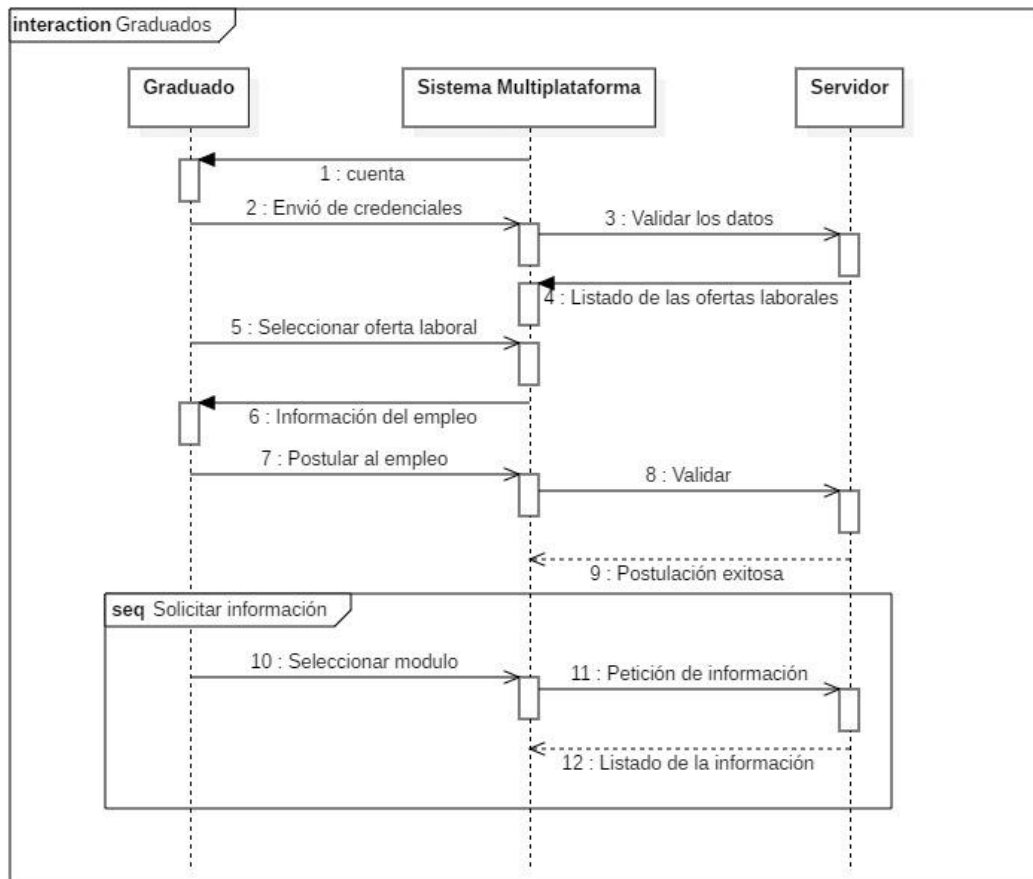 interaction Graduados
Graduado
Sistema Multiplataforma
Servidor
1 : cuenta
2 : Envió de credenciales
3 : Validar los datos
4 : Listado de las ofertas laborales
5 : Seleccionar oferta laboral
6 : Información del empleo
7 : Postular al empleo
8 : Validar
9 : Postulación exitosa
seq Solicitar información
10 : Seleccionar modulo
11 : Petición de información
12 : Listado de la información